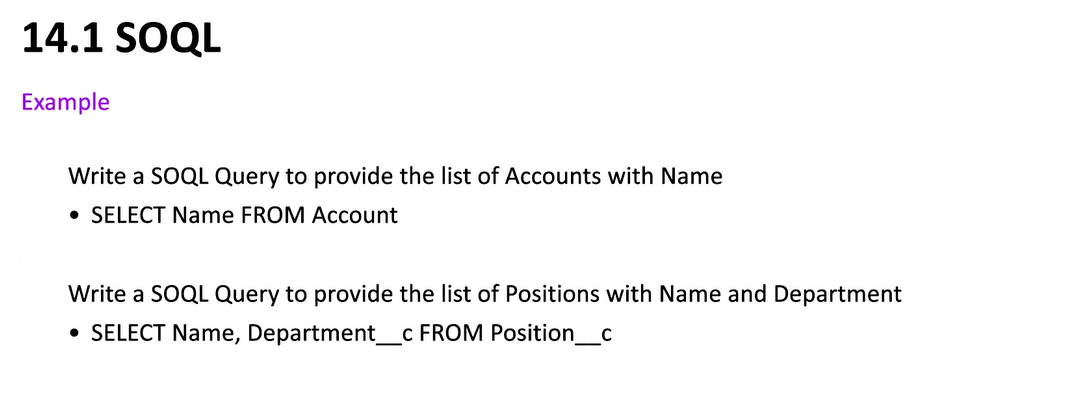 14.1 SOQL
Example
Write a SOQL Query to provide the list of Accounts with Name
• SELECT Name FROM Account
Write a SOQL Query to provide the list of Positions with Name and Department
• SELECT Name, Department__c FROM Position__c